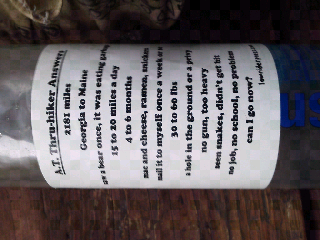 A.T. Thru-hiker Answers
2181 miles
Georgia to Maine
saw a bear once, it was eating
15 to 20 miles a day
4 to 6 months
mac and cheese, ramen,
mail it to myself once a week
30 to 60 lbs
a hole in the ground or a privy
no gun, too heavy
seen snakes, didn't get bit
no job, no school, no problem
can I go now?
us